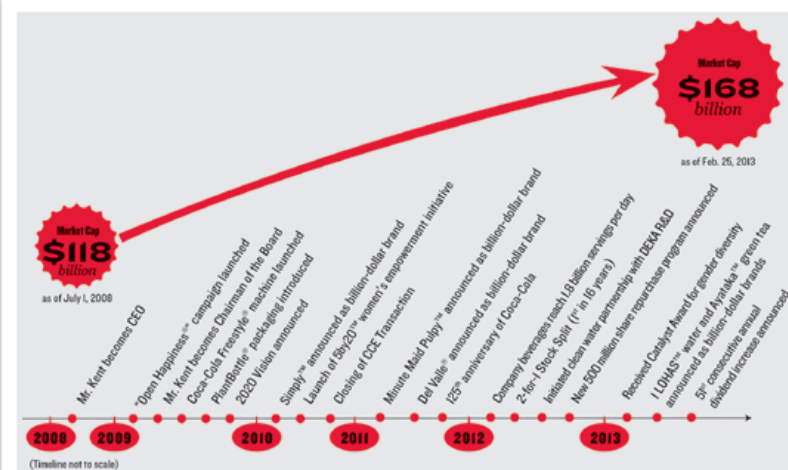 Market Cap
$168
billion
as of Feb. 25, 2013
Market Cap
$118
billion
as of July 1, 2008
Mr. Kent becomes CEO
"Open Happiness®" campaign launched
Mr. Kent becomes Chairman of the Board
Coca-Cola Freestyle® machine launched
PlantBottle® packaging introduced
2020 Vision announced
Simply™ announced as billion-dollar brand
Launch of 5by20™ women's empowerment initiative
Closing of CCE Transaction
Minute Maid Pulpy™ announced as billion-dollar brand
Del Valle® announced as billion-dollar brand
125th anniversary of Coca-Cola
Company beverages reach 1.8 billion servings per day
2-for-1 Stock Split (1st in 16 years)
Initiated clean water partnership with DEKA R&D
New 500 million share repurchase program announced
Received Catalyst Award for gender diversity
I LOHAS™ water and Ayataka™ green tea
announced as billion-dollar brands
51st consecutive annual
dividend increase announced
2008
2009
2010
2011
2012
2013
(Timeline not to scale)